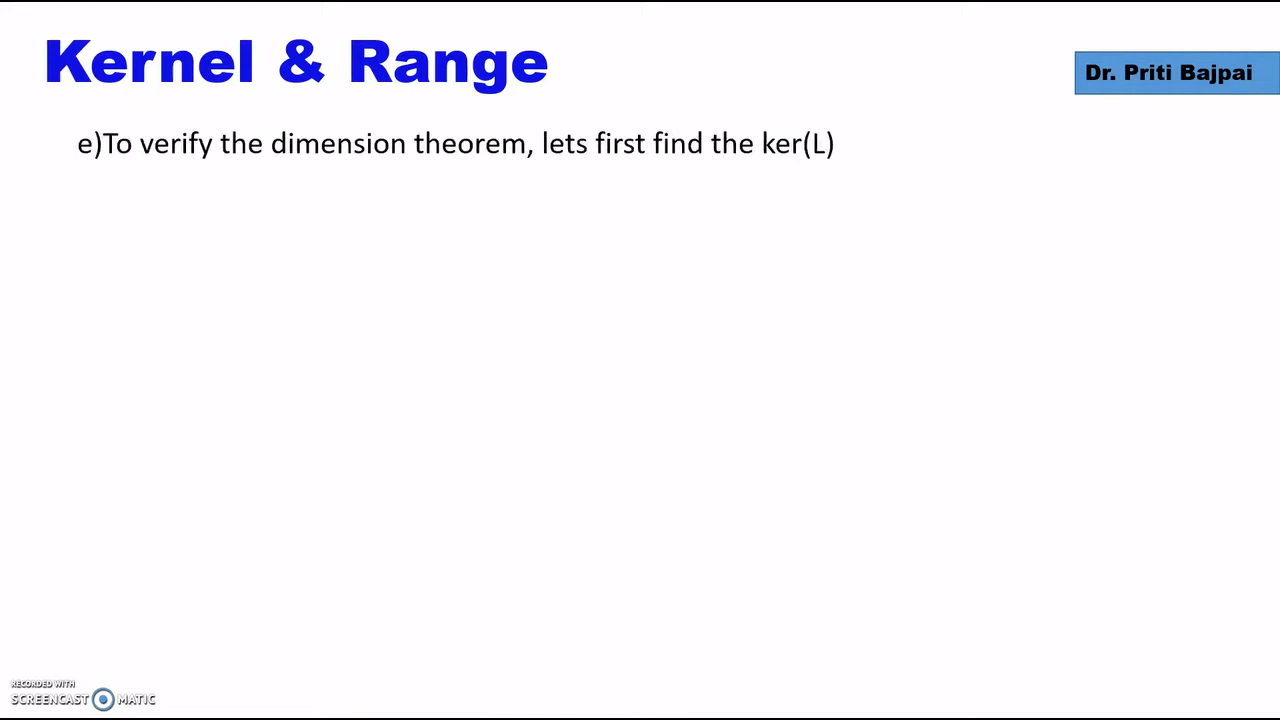 Kernel & Range
Dr. Priti Bajpai
e)To verify the dimension theorem, lets first find the ker(L)
RECORDED WITH
SCREENCAST MATIC